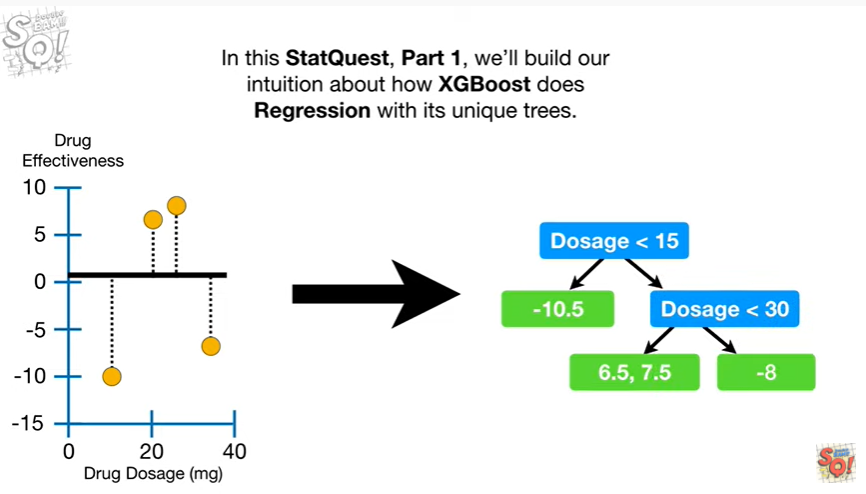 In this StatQuest, Part 1, we'll build our
intuition about how XGBoost does
Regression with its unique trees.
Drug
Effectiveness
10
5
0
-5
-10
-15
0 20 40
Drug Dosage (mg)
Dosage < 15
-10.5
Dosage < 30
6.5, 7.5
-8
SQ!
SQ!